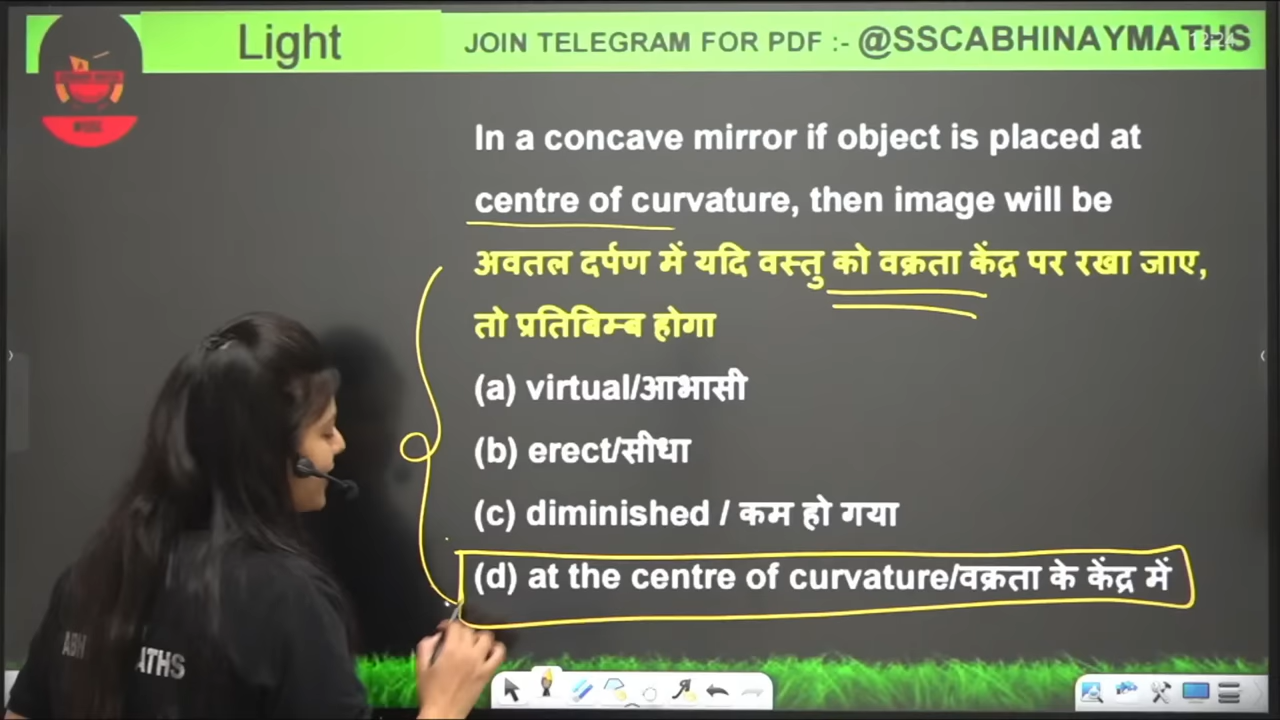 Light
JOIN TELEGRAM FOR PDF :- @SSCABHINAYMATHS
In a concave mirror if object is placed at
centre of curvature, then image will be
अवतल दर्पण में यदि वस्तु को वक्रता केंद्र पर रखा जाए,
तो प्रतिबिम्ब होगा
(a) virtual/आभासी
(b) erect/सीधा
(c) diminished / कम हो गया
(d) at the centre of curvature/वक्रता के केंद्र में